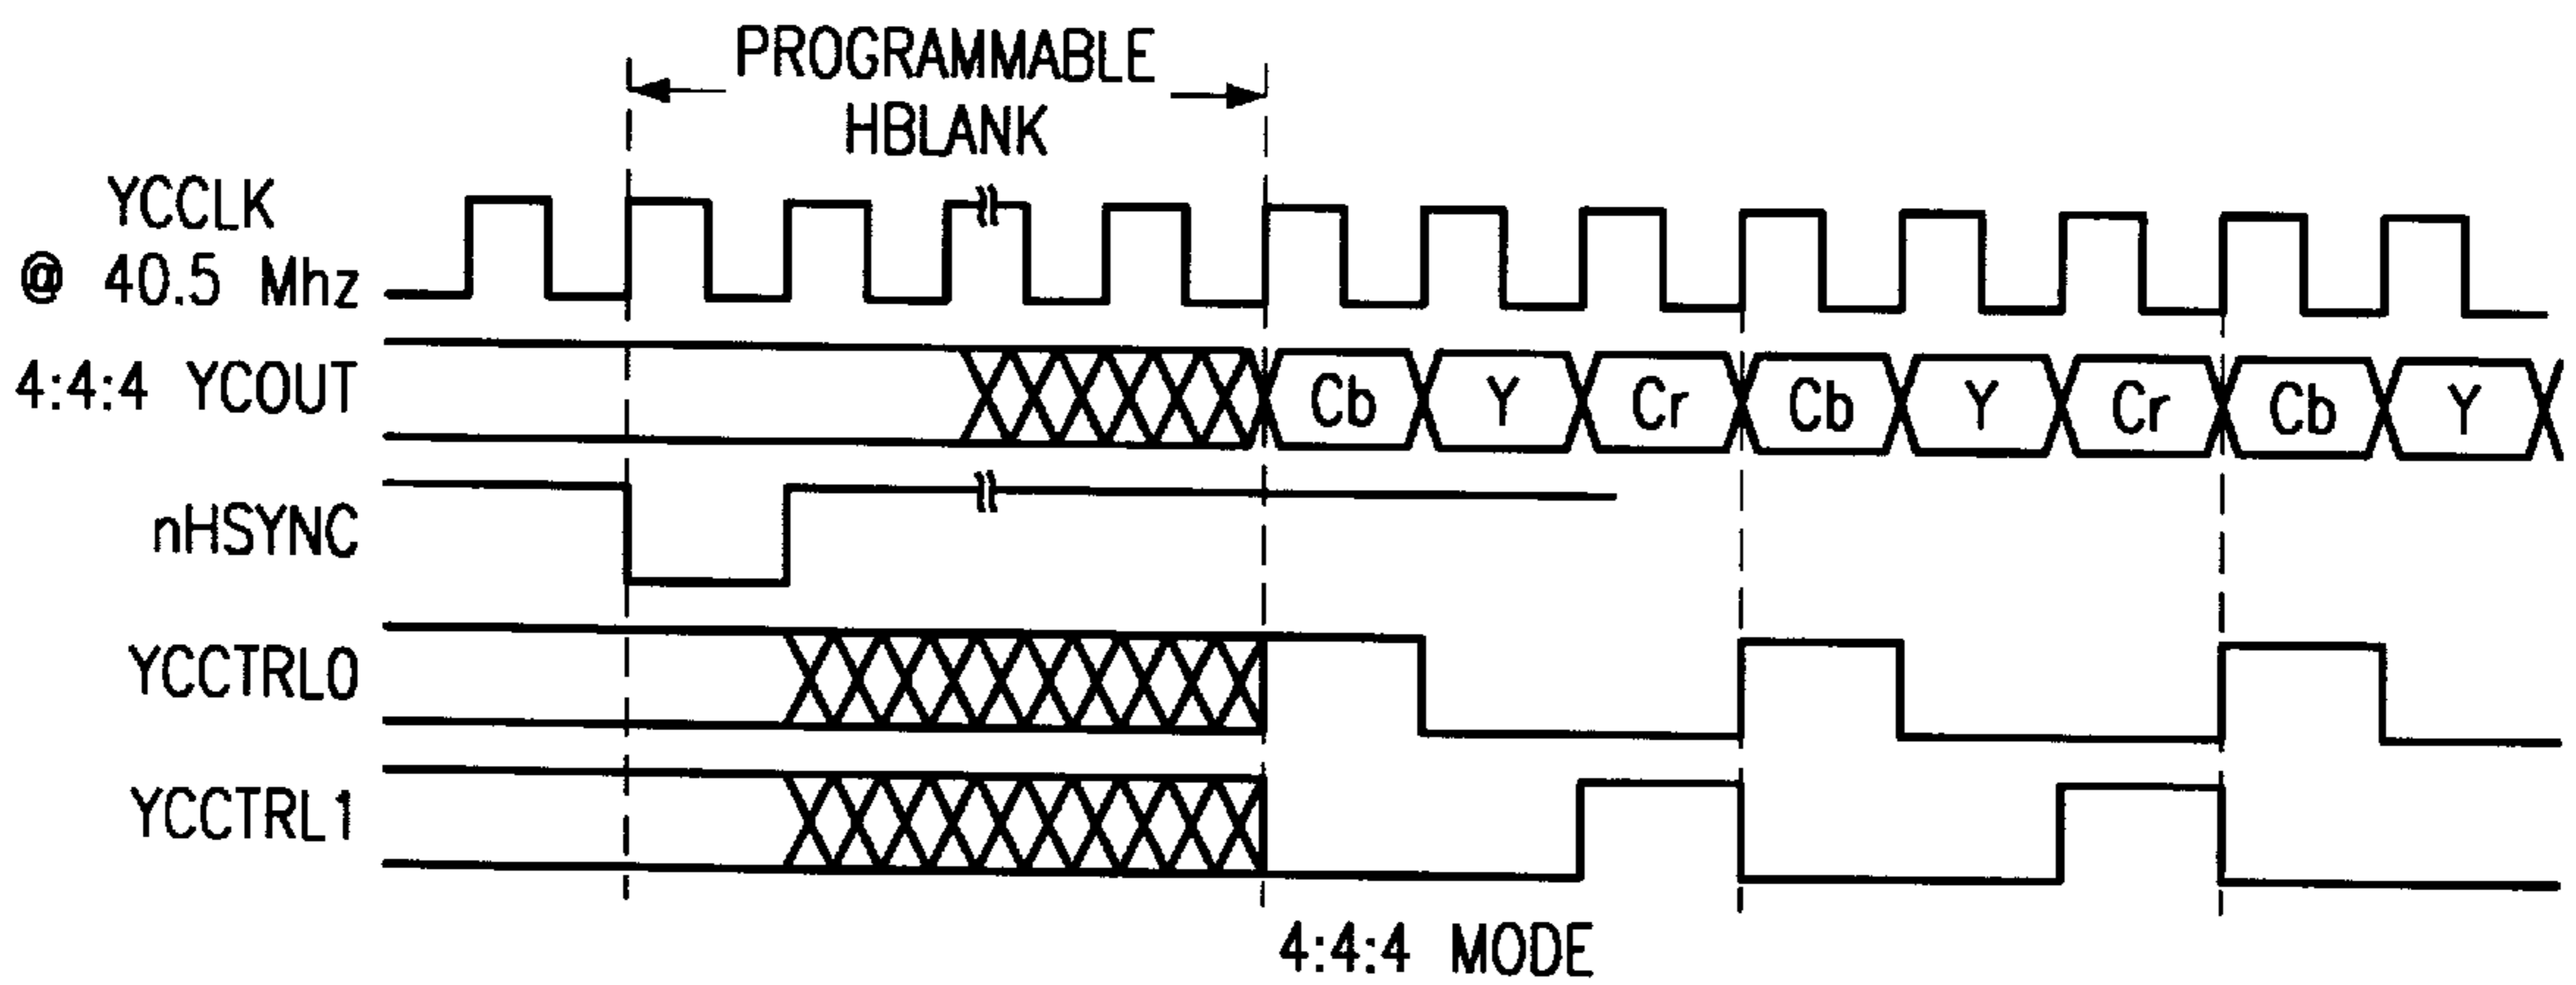 PROGRAMMABLE
HBLANK
YCCLK
@ 40.5 Mhz
4:4:4 YCOUT
Cb Y Cr Cb Y Cr Cb Y
nHSYNC
YCCTRL0
YCCTRL1
4:4:4 MODE